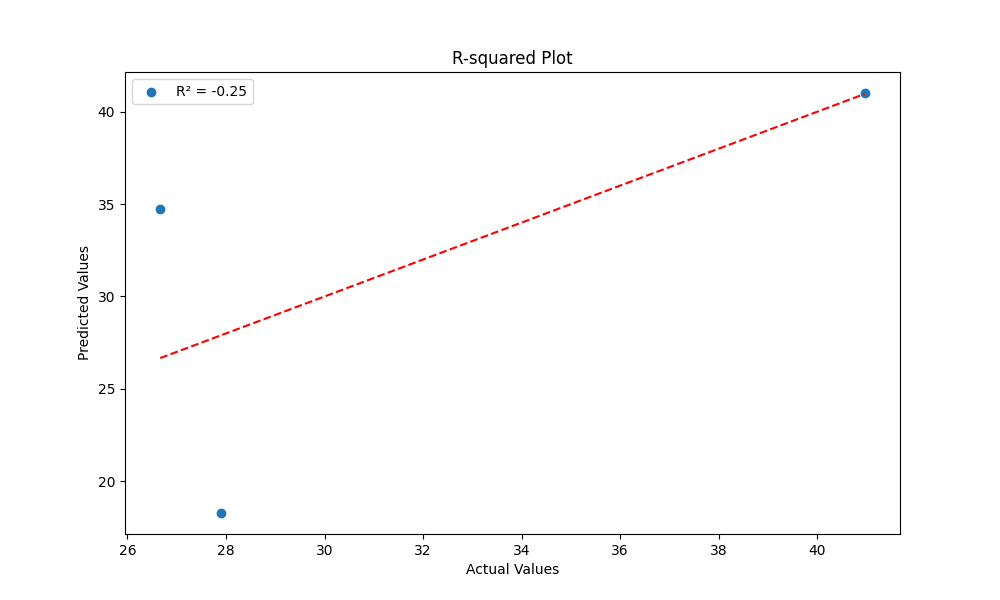 R-squared Plot
R² = -0.25
40
35
30
25
20
Predicted Values
26 28 30 32 34 36 38 40
Actual Values